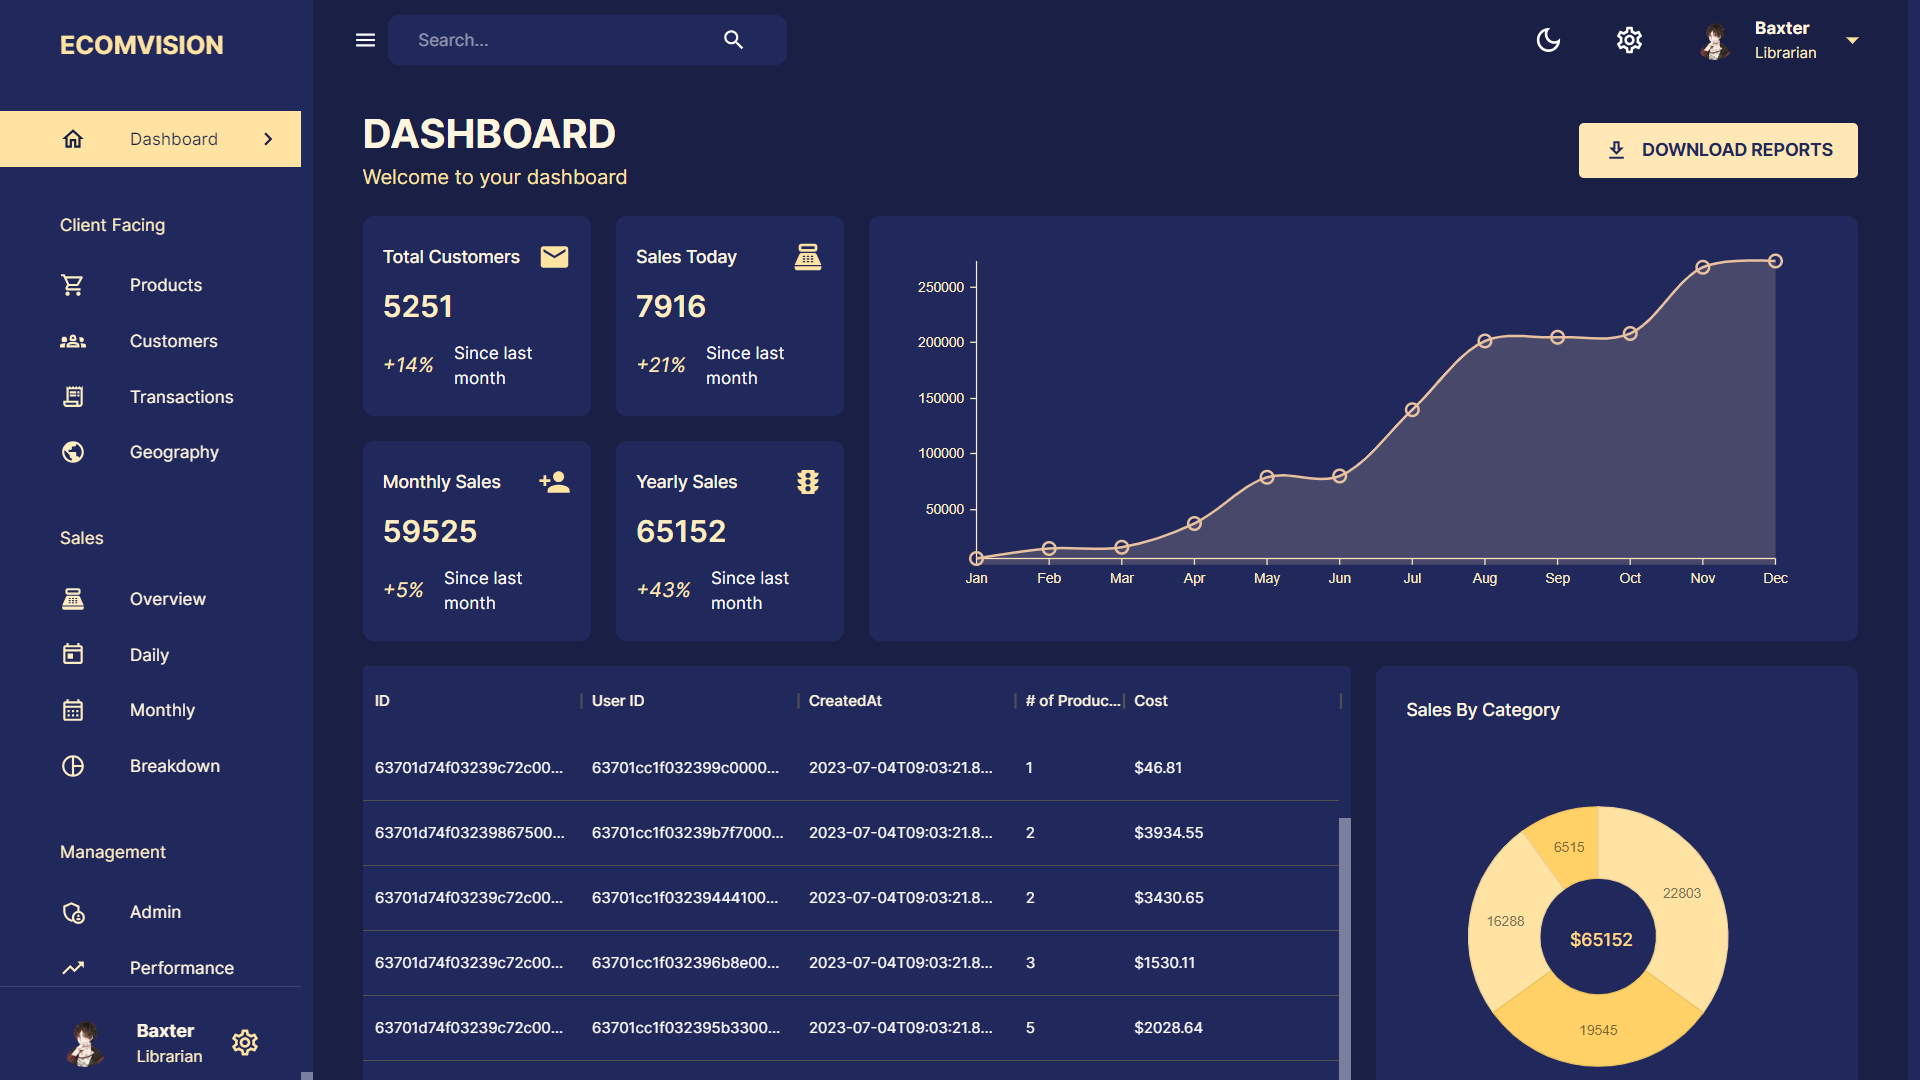 ECOMVISION
Search...
Baxter
Librarian
Dashboard
Client Facing
Products
Customers
Transactions
Geography
Sales
Overview
Daily
Monthly
Breakdown
Management
Admin
Performance
Baxter
Librarian
DASHBOARD
Welcome to your dashboard
DOWNLOAD REPORTS
Total Customers
5251
+14% Since last
month
Sales Today
7916
+21% Since last
month
Monthly Sales
59525
+5% Since last
month
Yearly Sales
65152
+43% Since last
month
250000
200000
150000
100000
50000
Jan Feb Mar Apr May Jun Jul Aug Sep Oct Nov Dec
ID User ID CreatedAt # of Produc... Cost
63701d74f03239c72c00... 63701cc1f032399c0000... 2023-07-04T09:03:21.8... 1 $46.81
63701d74f03239867500... 63701cc1f03239b7f7000... 2023-07-04T09:03:21.8... 2 $3934.55
63701d74f03239c72c00... 63701cc1f03239444100... 2023-07-04T09:03:21.8... 2 $3430.65
63701d74f03239c72c00... 63701cc1f032396b8e00... 2023-07-04T09:03:21.8... 3 $1530.11
63701d74f03239c72c00... 63701cc1f032395b3300... 2023-07-04T09:03:21.8... 5 $2028.64
Sales By Category
6515
22803
16288
$65152
19545